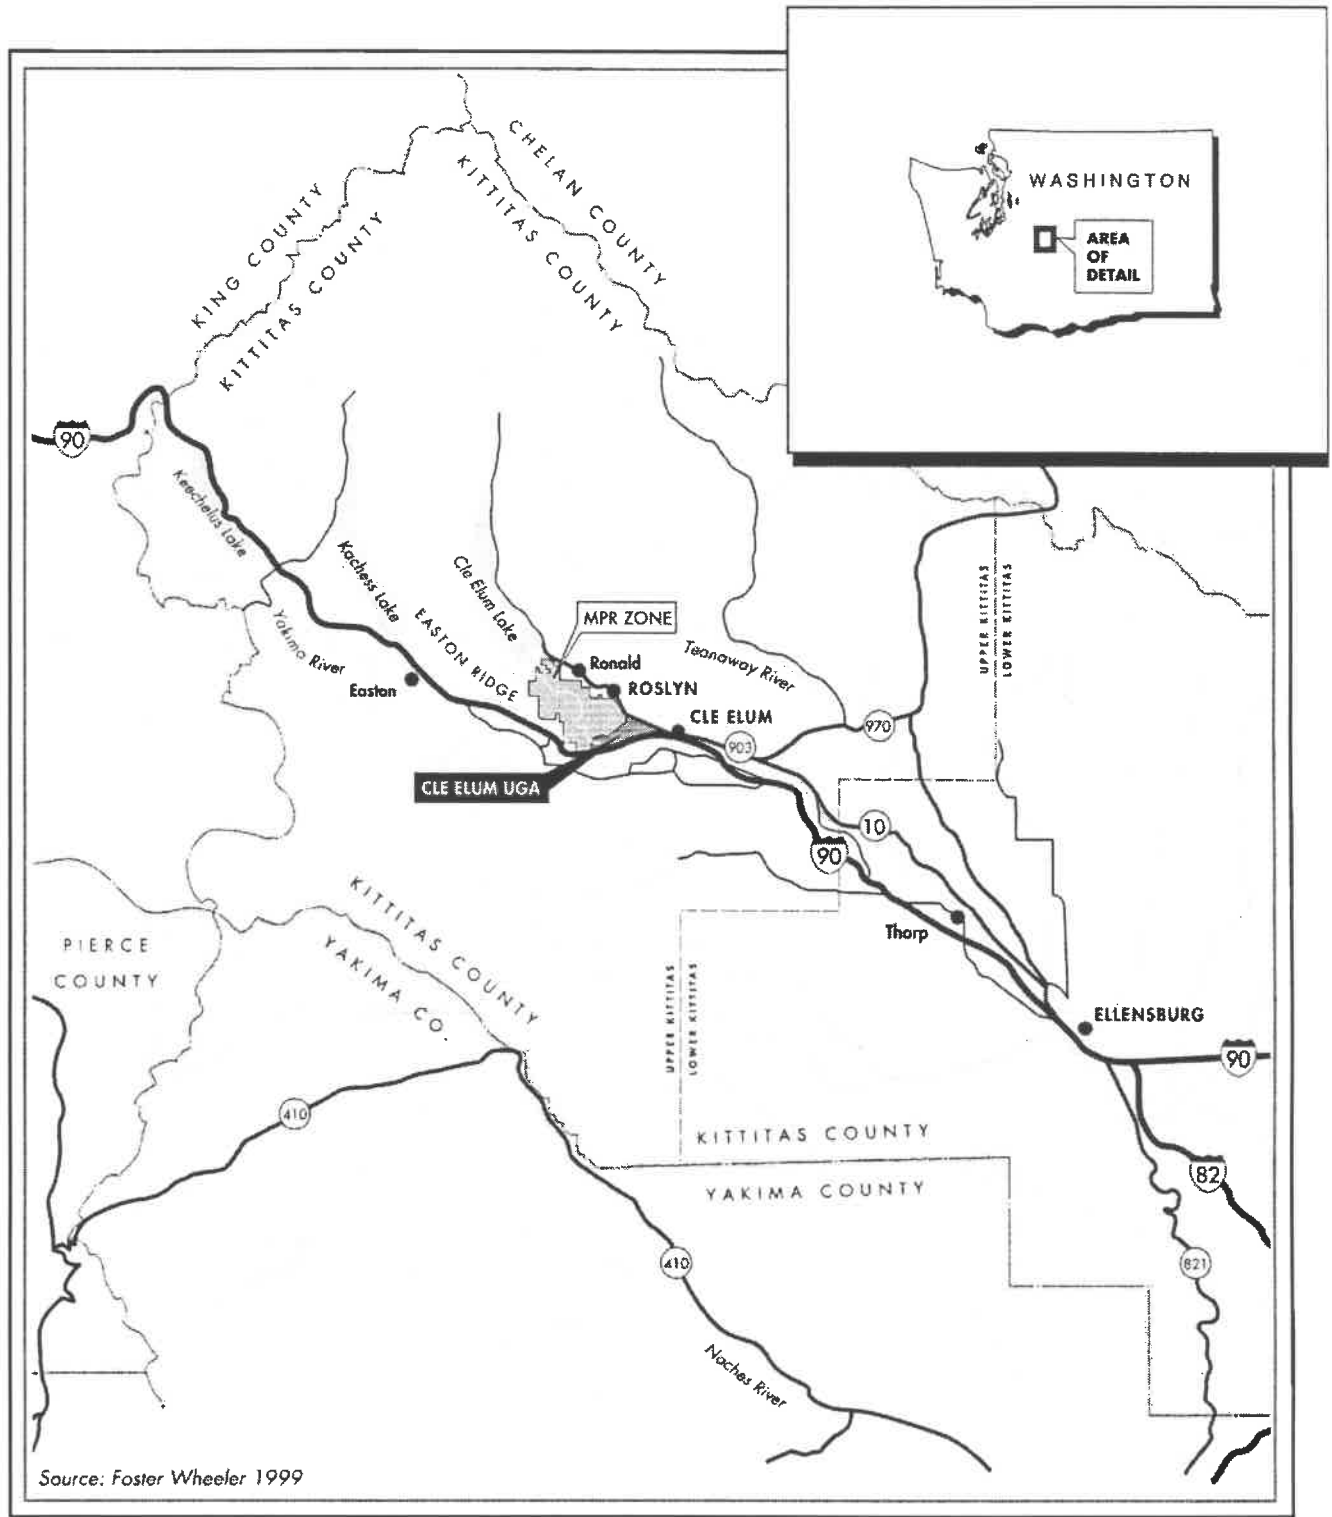 WASHINGTON
AREA
OF
DETAIL
CHELAN COUNTY
KITTITAS COUNTY
KING COUNTY
KITTITAS COUNTY
90
Keechelus Lake
Kachess Lake
Cle Elum Lake
EASTON RIDGE
MPR ZONE
UPPER KITTITAS
LOWER KITTITAS
Yakima River
Teanaway River
Ronald
Easton
ROSLYN
CLE ELUM
970
903
CLE ELUM UGA
10
90
KITTITAS COUNTY
YAKIMA CO.
Thorp
PIERCE
COUNTY
UPPER KITTITAS
LOWER KITTITAS
ELLENSBURG
90
410
KITTITAS COUNTY
YAKIMA COUNTY
82
410
821
Naches River
Source: Foster Wheeler 1999